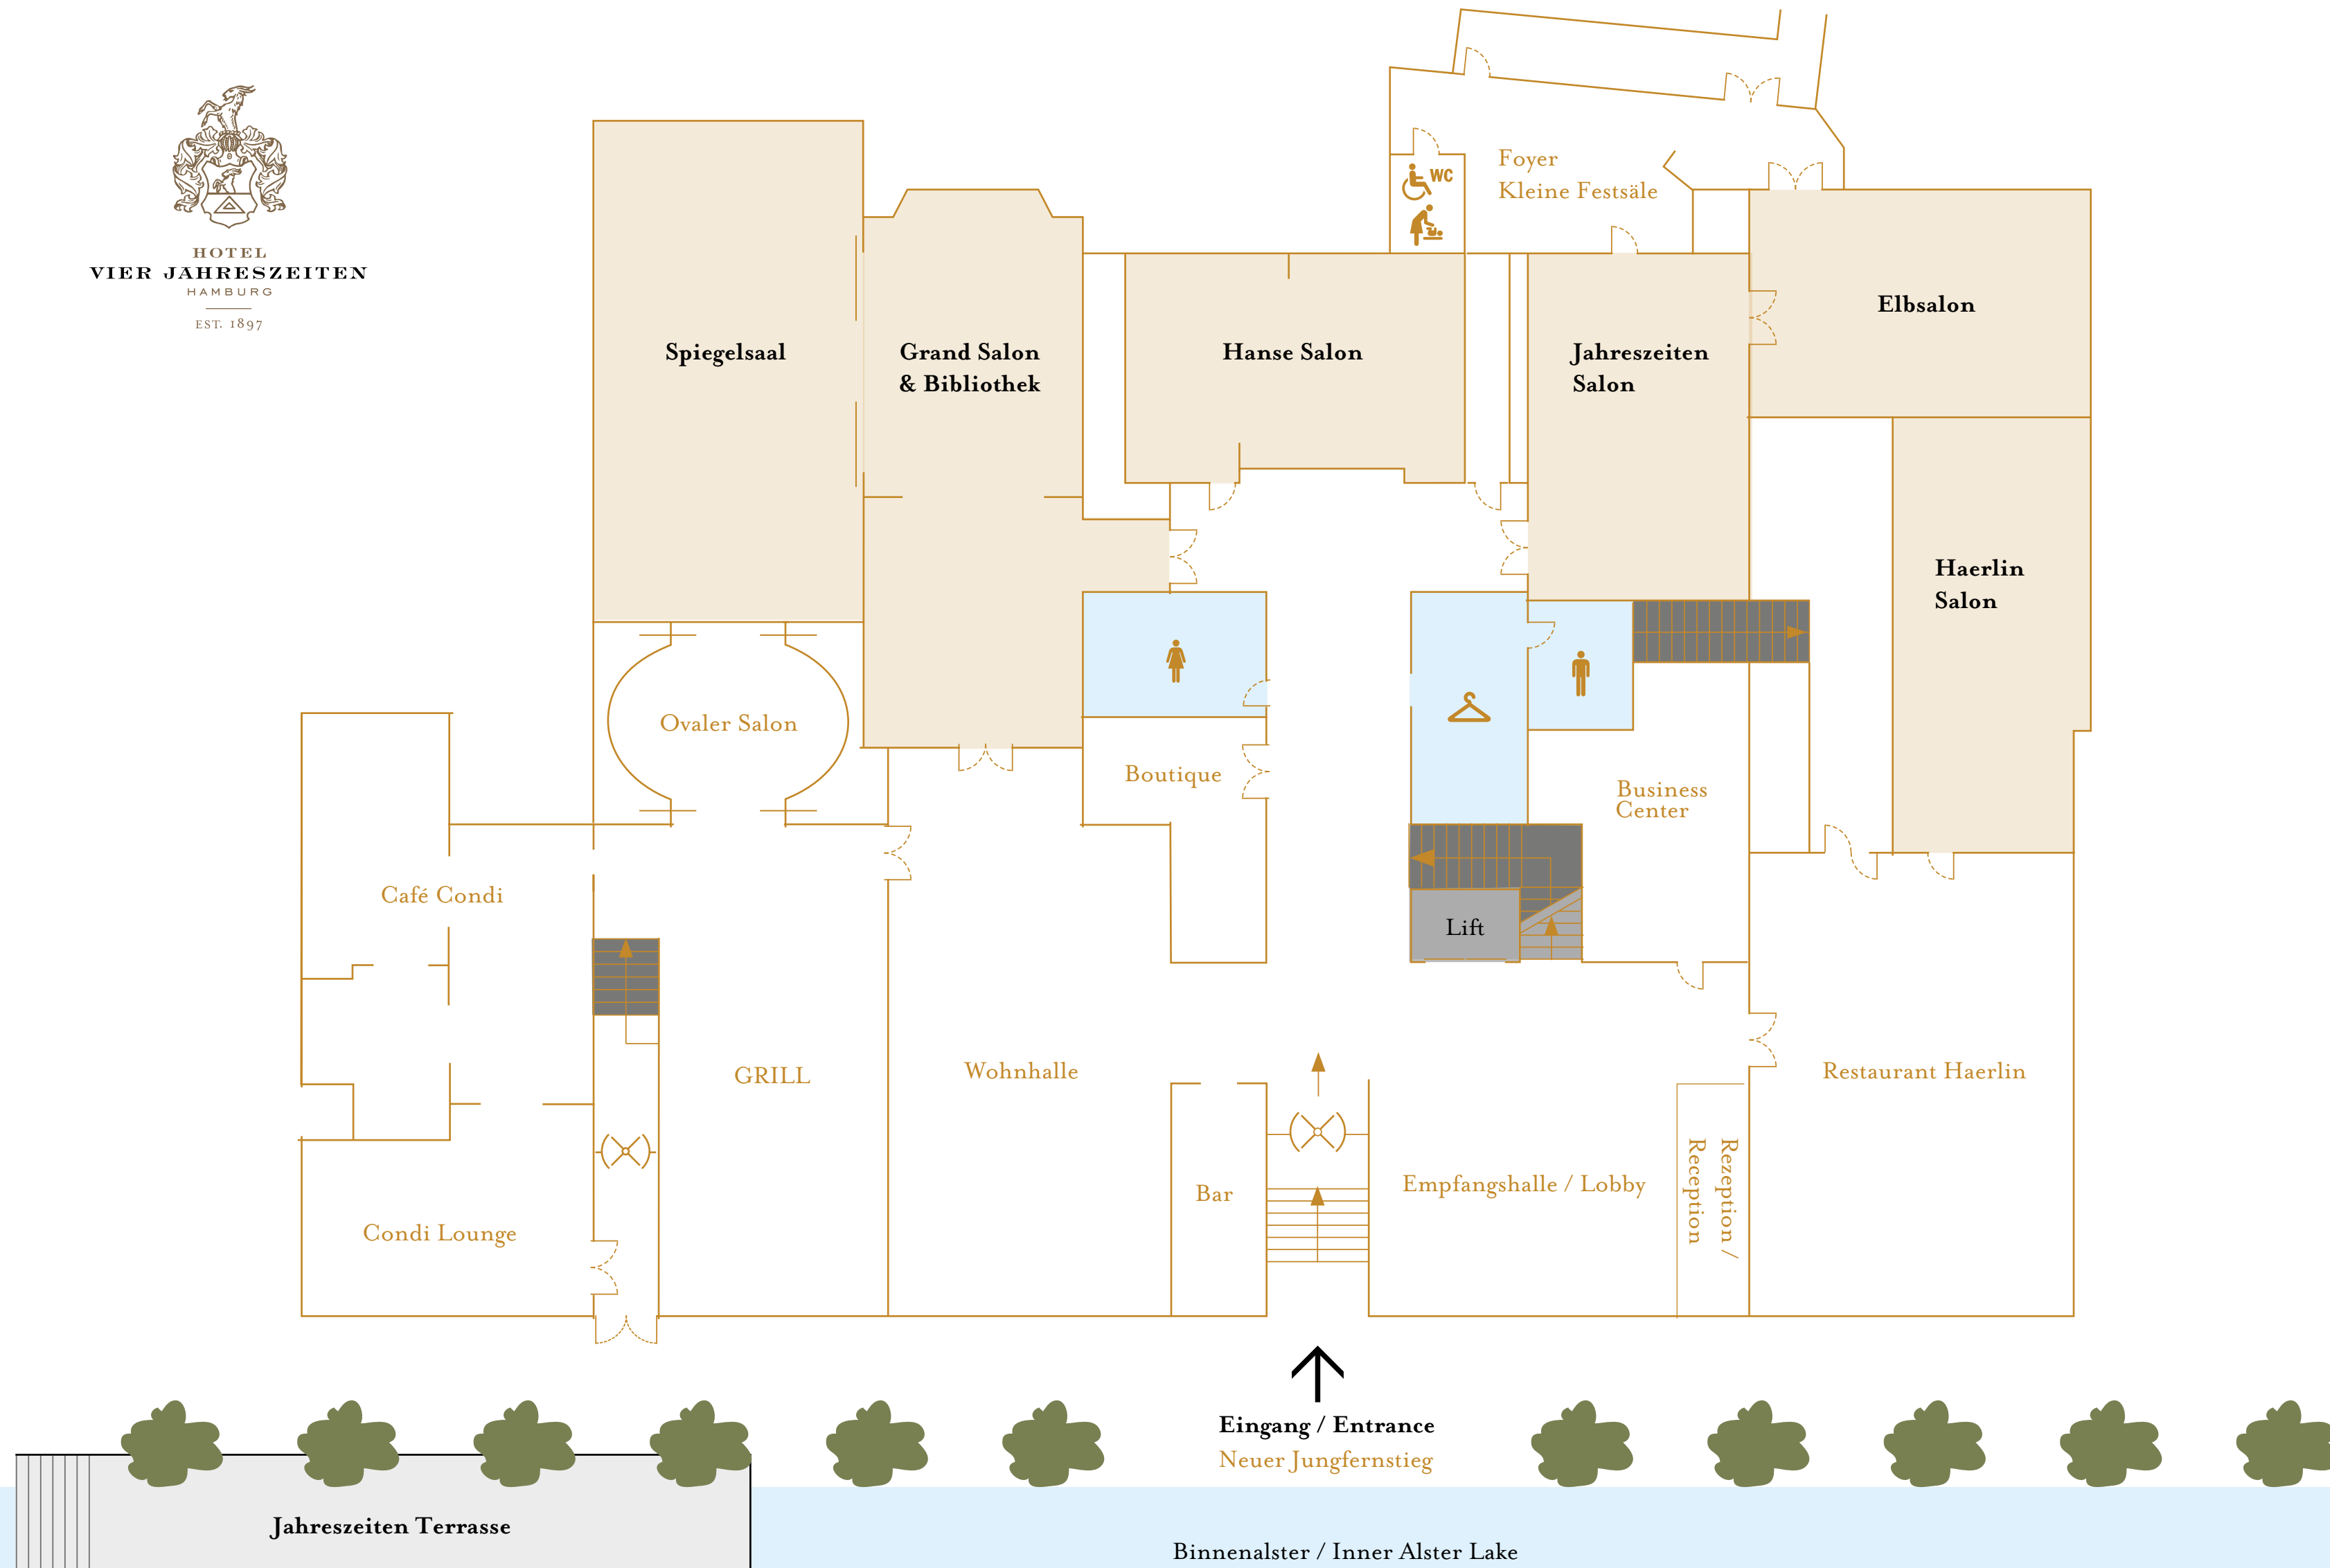 HOTEL
VIER JAHRESZEITEN
HAMBURG
EST. 1897
WC
Foyer
Kleine Festsäle
Elbsalon
Spiegelsaal
Grand Salon
& Bibliothek
Hanse Salon
Jahreszeiten
Salon
Haerlin
Salon
Ovaler Salon
Boutique
Business
Center
Café Condi
Lift
GRILL
Wohnhalle
Restaurant Haerlin
Bar
Empfangshalle / Lobby
Rezeption /
Reception
Condi Lounge
Eingang / Entrance
Neuer Jungfernstieg
Jahreszeiten Terrasse
Binnenalster / Inner Alster Lake